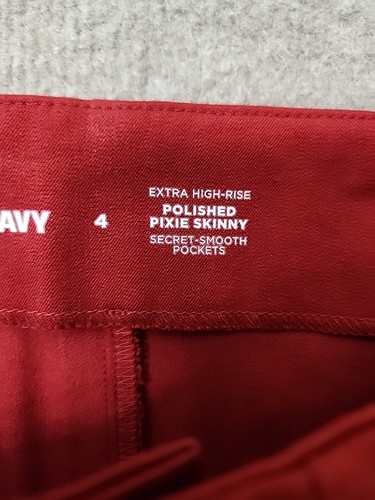 AVY
4
EXTRA HIGH-RISE
POLISHED
PIXIE SKINNY
SECRET-SMOOTH
POCKETS